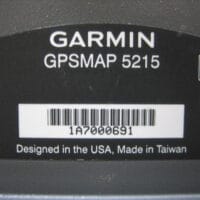 GARMIN
GPSMAP 5215
1A7000691
Designed in the USA, Made in Taiwan